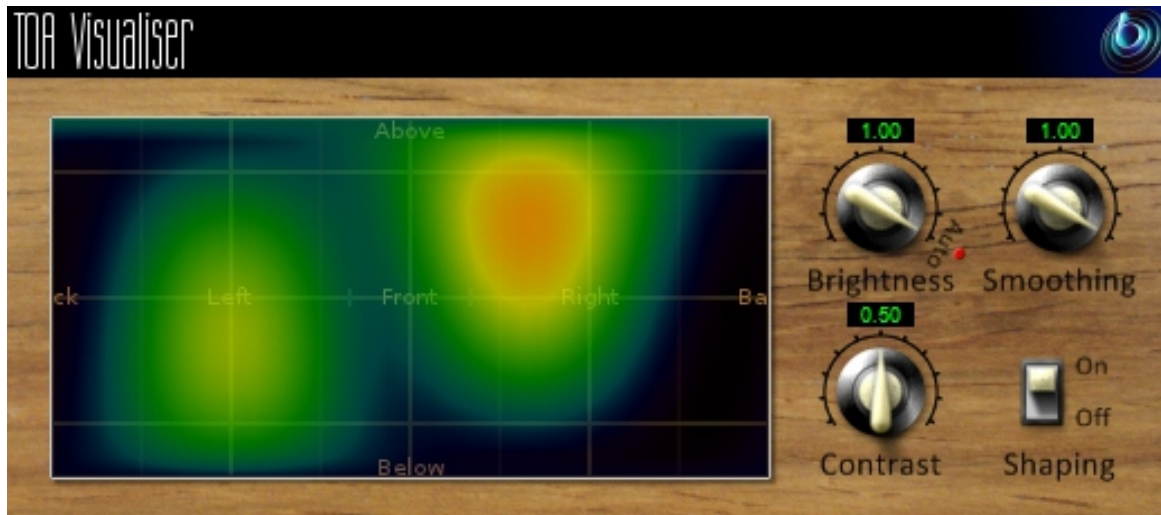 TOA Visualiser
Above
ck Left Front Right Ba
Below
1.00
Brightness
Auto
1.00
Smoothing
0.50
Contrast
On
Off
Shaping